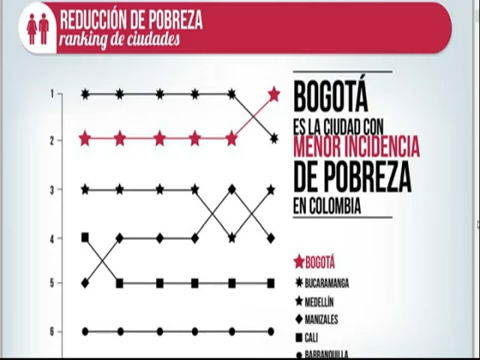 REDUCCIÓN DE POBREZA
ranking de ciudades
1
2
3
4
5
6
BOGOTÁ
ES LA CIUDAD CON
MENOR INCIDENCIA
DE POBREZA
EN COLOMBIA
BOGOTÁ
BUCARAMANGA
MEDELLÍN
MANIZALES
CALI
BARRANQUILLA